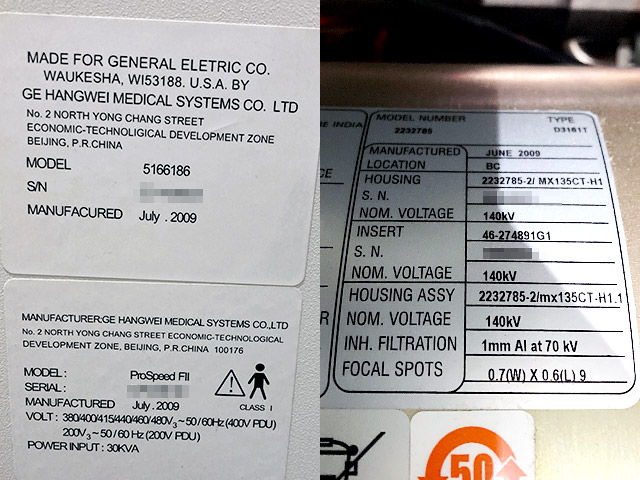 MADE FOR GENERAL ELETRIC CO.
WAUKESHA, WI53188. U.S.A. BY
GE HANGWEI MEDICAL SYSTEMS CO. LTD
No. 2 NORTH YONG CHANG STREET
ECONOMIC-TECHNOLIGICAL DEVELOPMENT ZONE
BEIJING, P.R.CHINA
MODEL 5166186
S/N
MANUFACURED July . 2009
MANUFACTURER:GE HANGWEI MEDICAL SYSTEMS CO.,LTD
No. 2 NORTH YONG CHANG STREET ECONOMIC-TECHNOLOGICAL
DEVELOPMENT ZONE, BEIJING, P.R.CHINA 100176
MODEL : ProSpeed FII
SERIAL :
MANUFACTURED July . 2009
CLASS I
VOLT : 380/400/415/440/460/480V3~ 50/60Hz (400V PDU)
200V3~ 50/60 Hz (200V PDU)
POWER INPUT : 30KVA
E INDIA
MODEL NUMBER TYPE
2232785 D3161T
MANUFACTURED JUNE 2009
LOCATION BC
HOUSING 2232785-2/ MX135CT-H1
S. N.
NOM. VOLTAGE 140kV
INSERT 46-274891G1
S. N.
NOM. VOLTAGE 140kV
HOUSING ASSY 2232785-2/mx135CT-H1.1
NOM. VOLTAGE 140kV
INH. FILTRATION 1mm Al at 70 kV
FOCAL SPOTS 0.7(W) X 0.6(L) 9
50